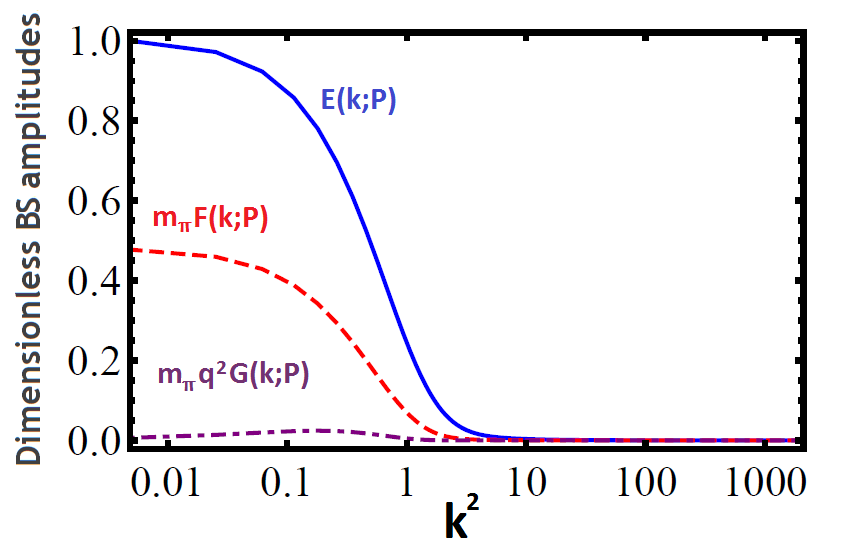 Dimensionless BS amplitudes
1.0
0.8
0.6
0.4
0.2
0.0
E(k;P)
mπF(k;P)
mπq²G(k;P)
0.01 0.1 1 10 100 1000
k²